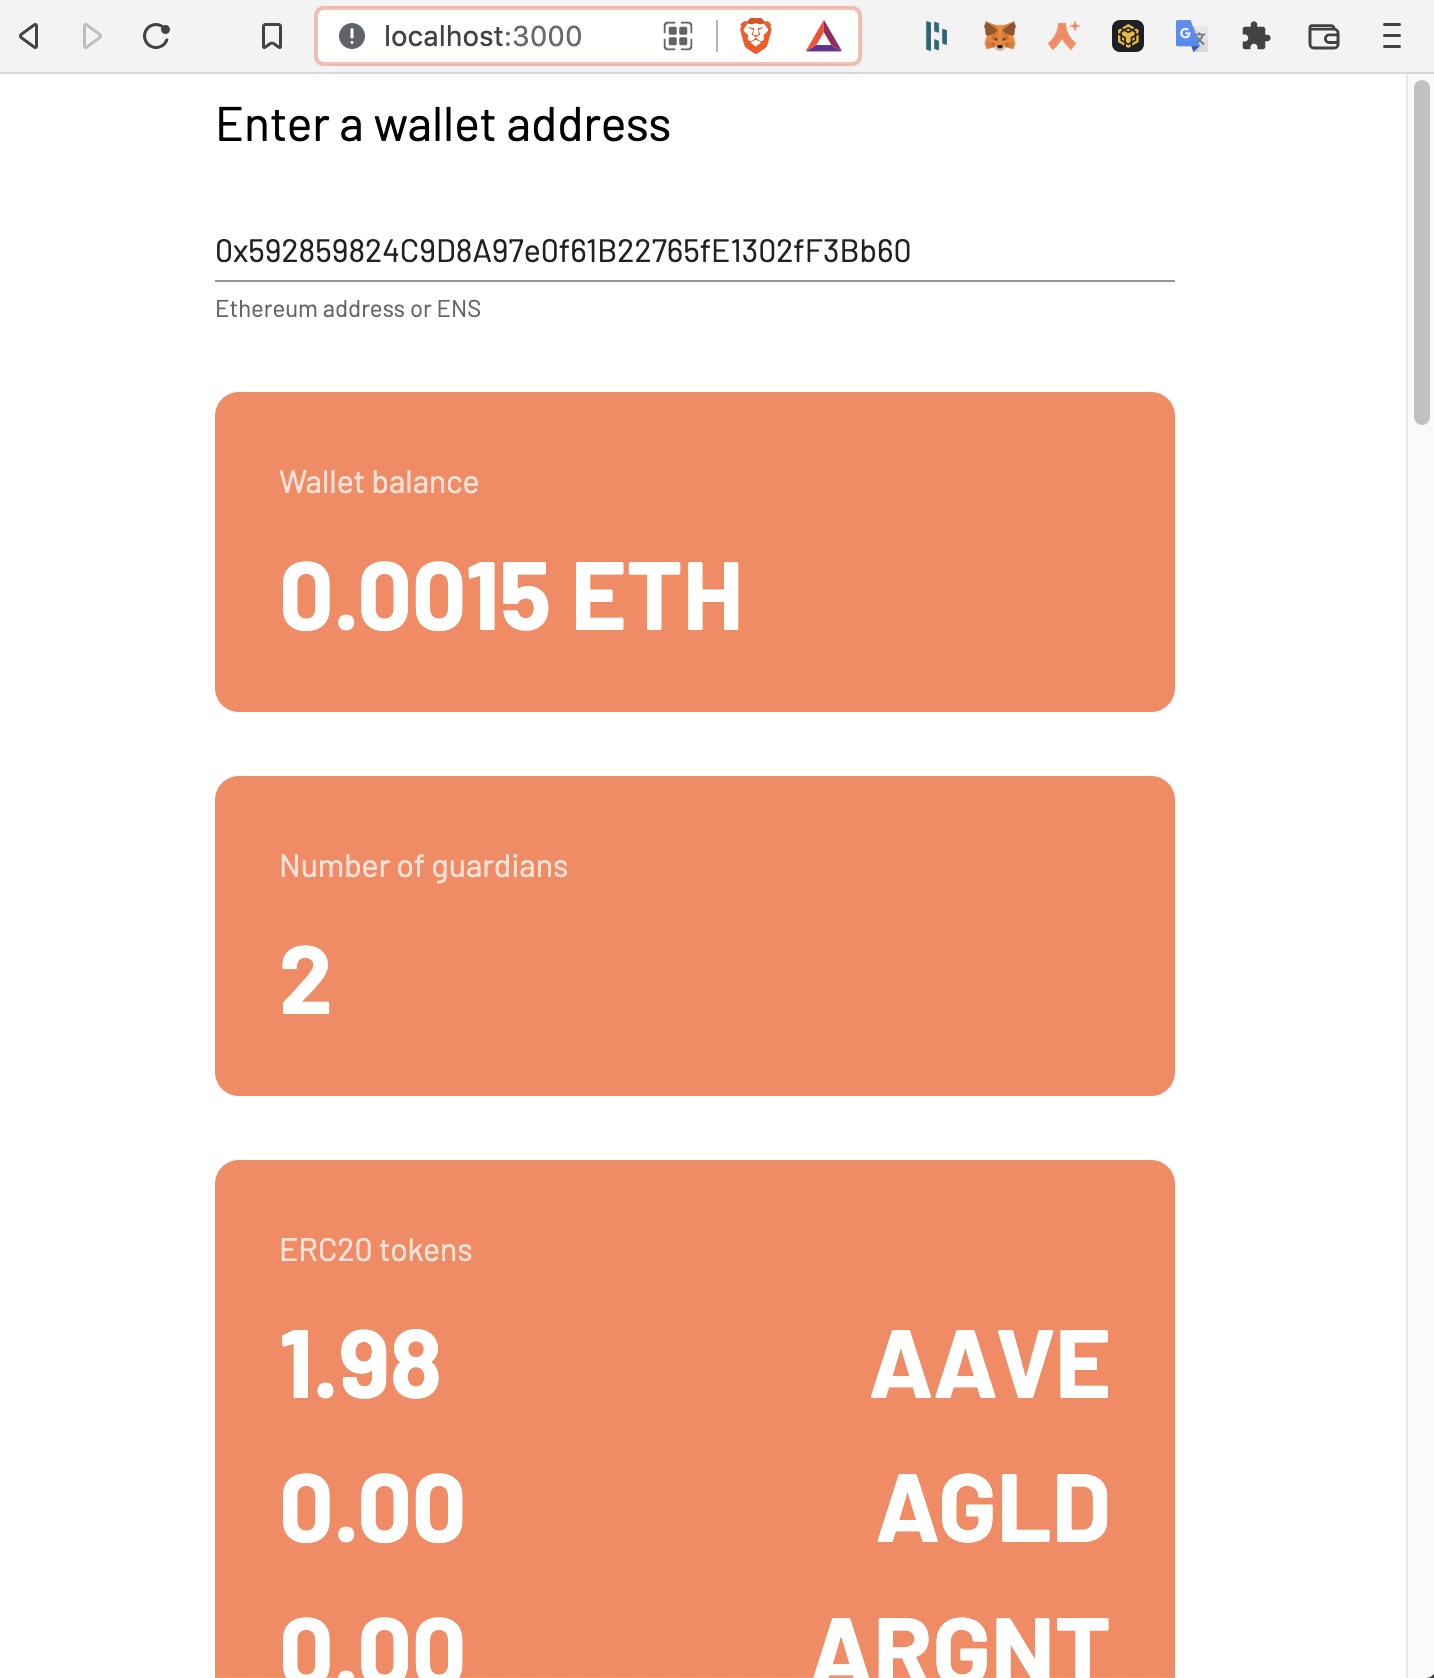 localhost:3000
Enter a wallet address
0x592859824C9D8A97e0f61B22765fE1302fF3Bb60
Ethereum address or ENS
Wallet balance
0.0015 ETH
Number of guardians
2
ERC20 tokens
1.98 AAVE
0.00 AGLD
0.00 ARGNT